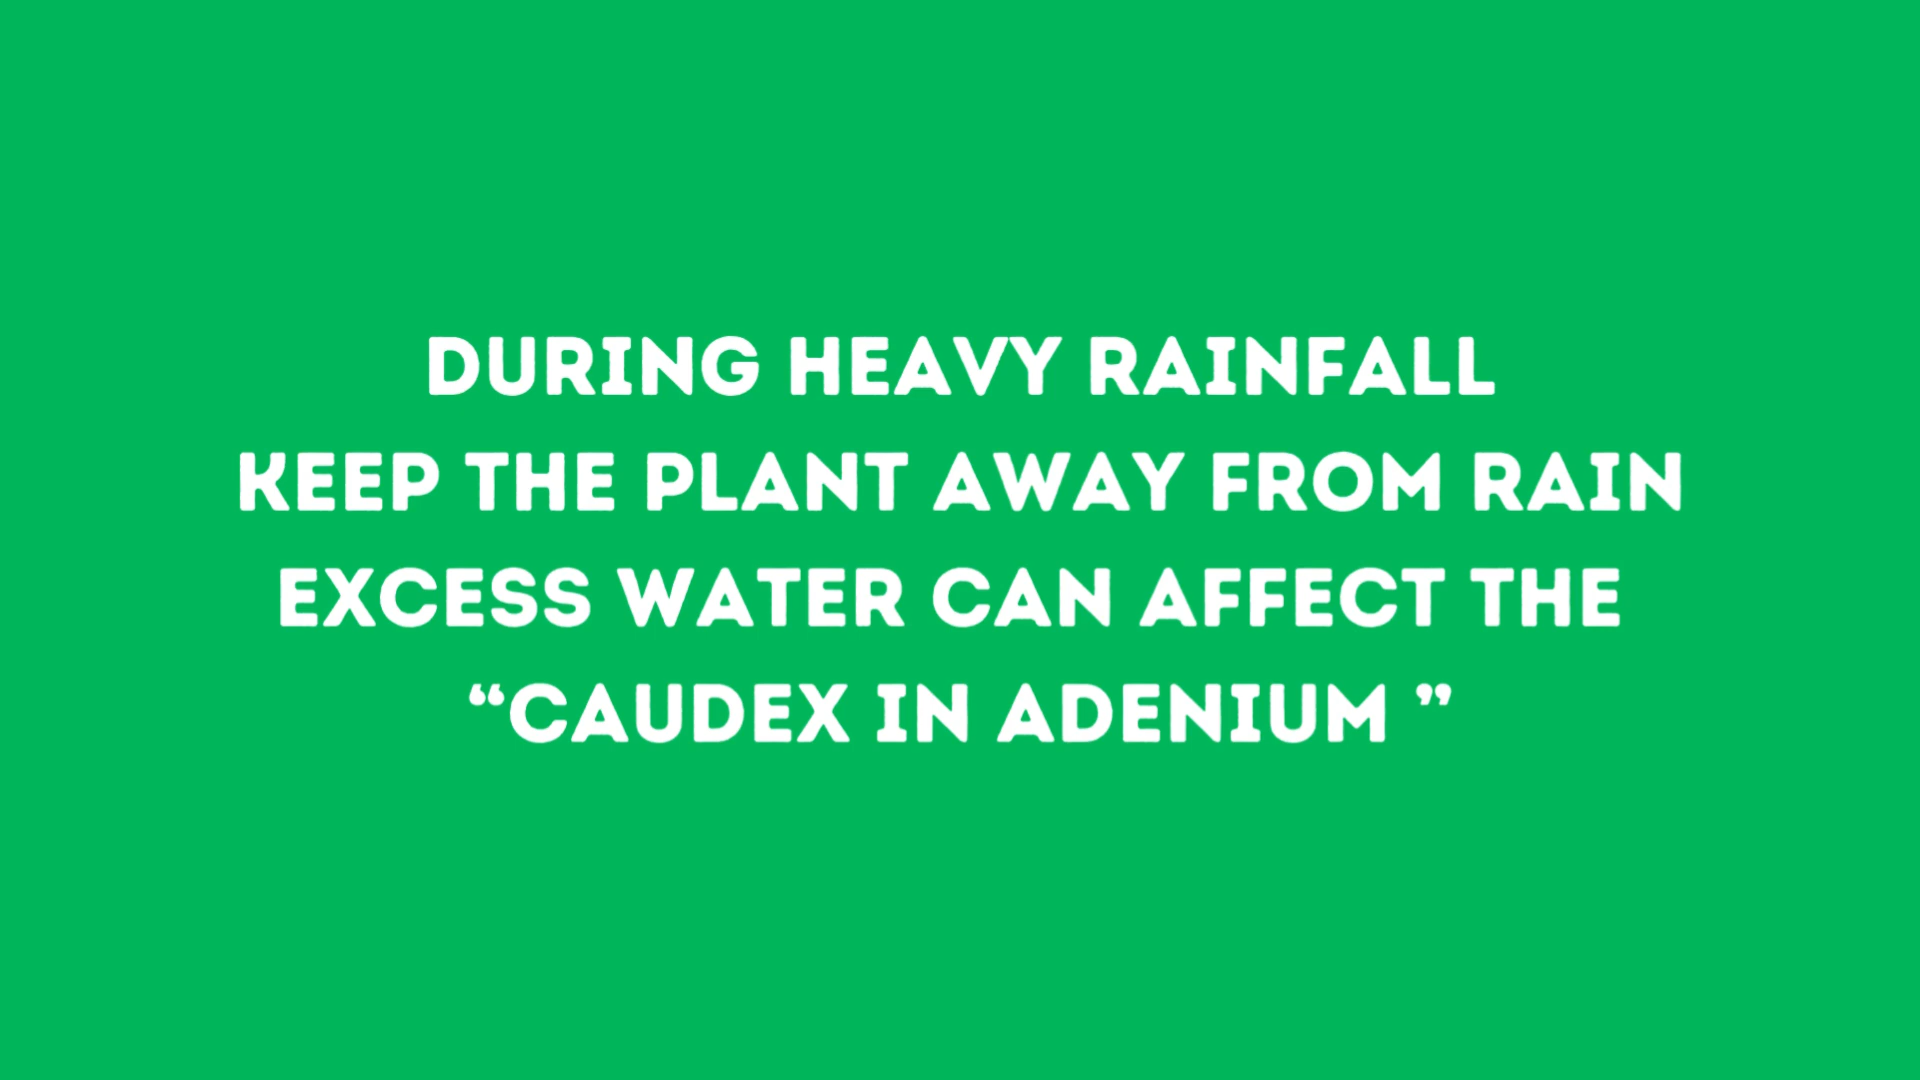 DURING HEAVY RAINFALL
KEEP THE PLANT AWAY FROM RAIN
EXCESS WATER CAN AFFECT THE
“CAUDEX IN ADENIUM ”